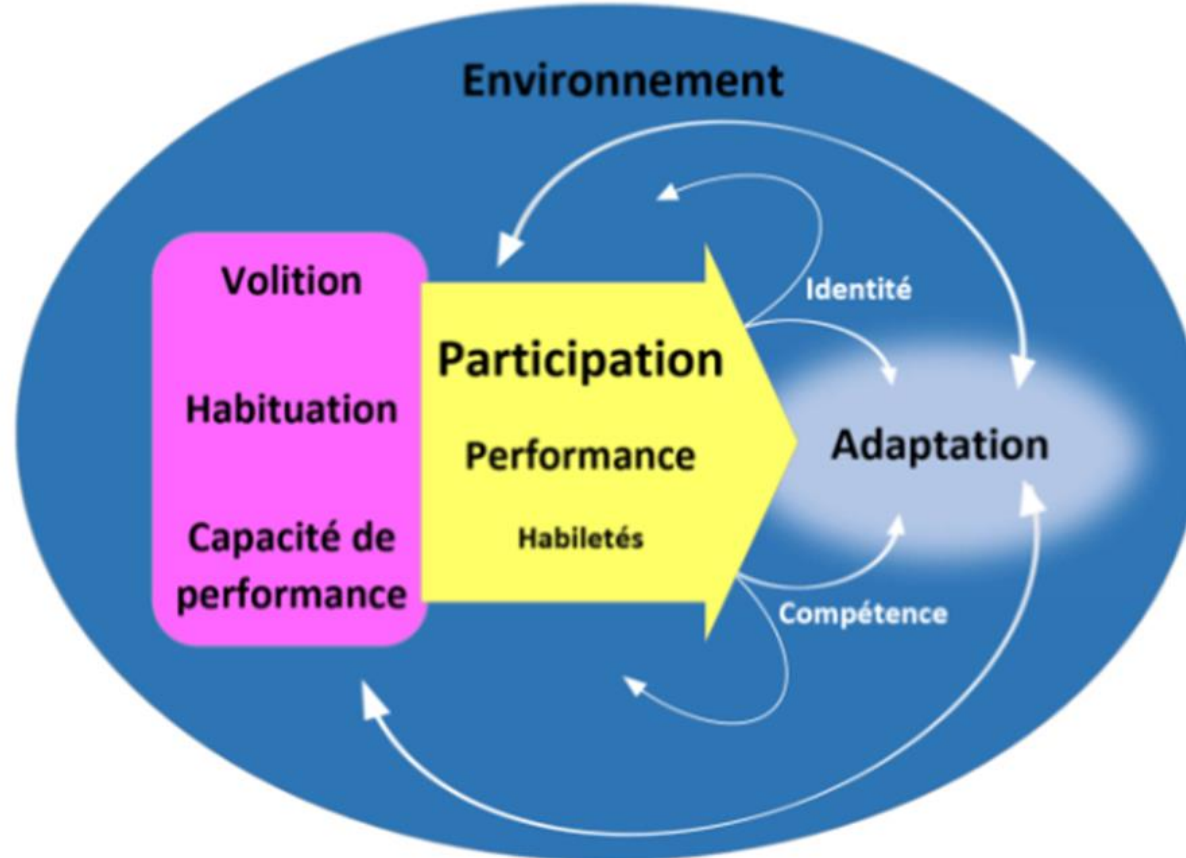 Environnement
Volition
Habituation
Capacité de
performance
Participation
Performance
Habiletés
Identité
Adaptation
Compétence